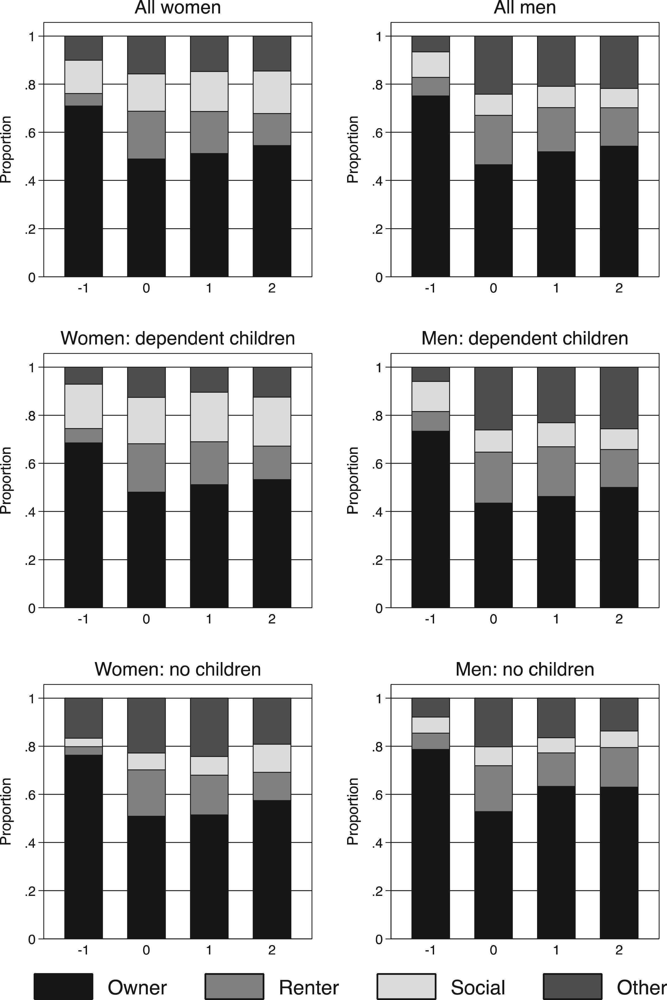 All women
Proportion
1
.8
.6
.4
.2
0
-1 0 1 2
All men
Proportion
1
.8
.6
.4
.2
0
-1 0 1 2
Women: dependent children
Proportion
1
.8
.6
.4
.2
0
-1 0 1 2
Men: dependent children
Proportion
1
.8
.6
.4
.2
0
-1 0 1 2
Women: no children
Proportion
1
.8
.6
.4
.2
0
-1 0 1 2
Men: no children
Proportion
1
.8
.6
.4
.2
0
-1 0 1 2
Owner Renter Social Other